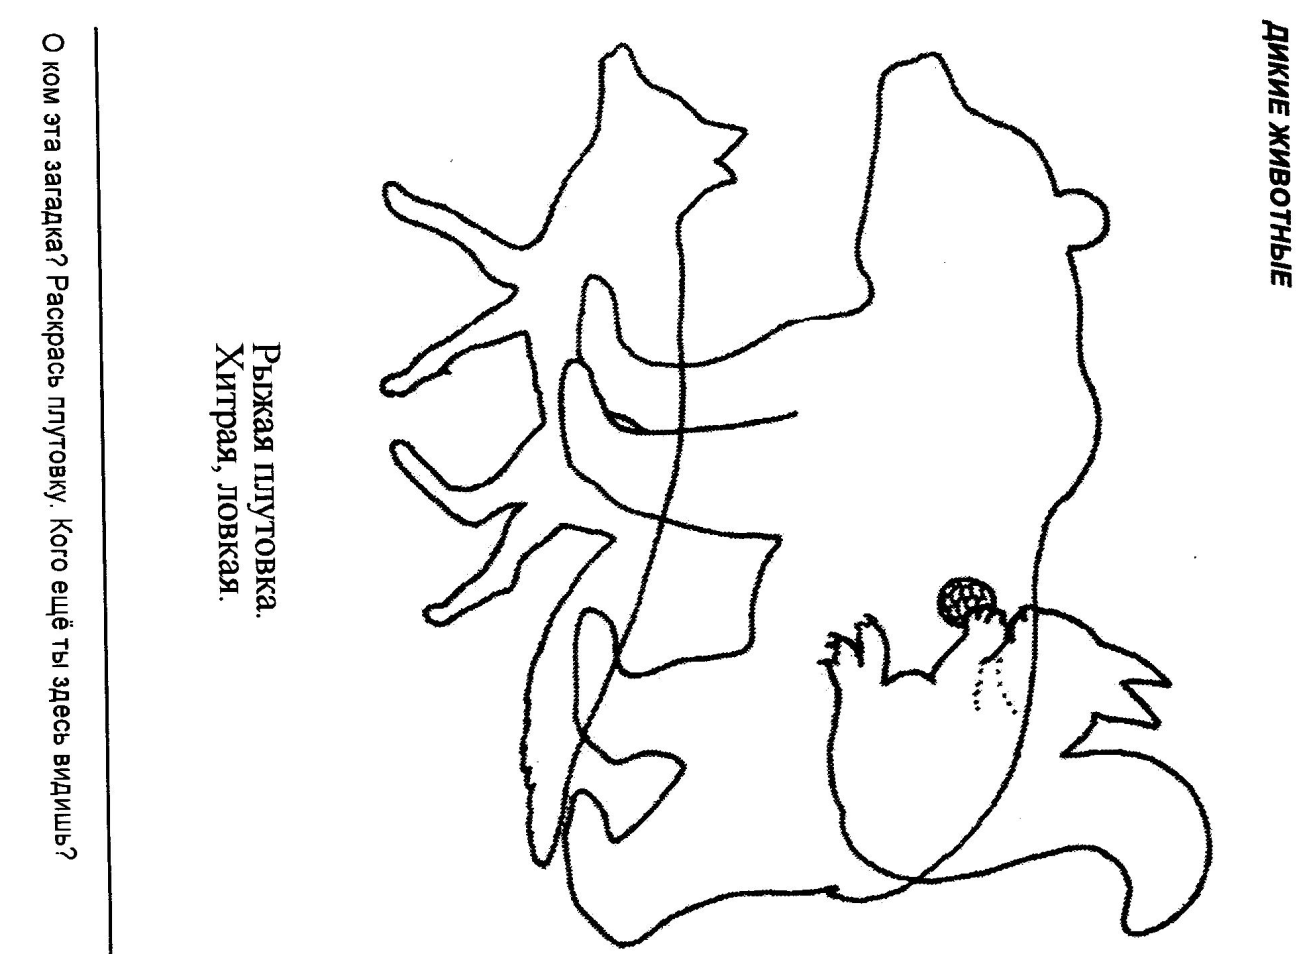 ДИКИЕ ЖИВОТНЫЕ
Рыжая плутовка.
Хитрая, ловкая.
О ком эта загадка? Раскрась плутовку. Кого ещё ты здесь видишь?